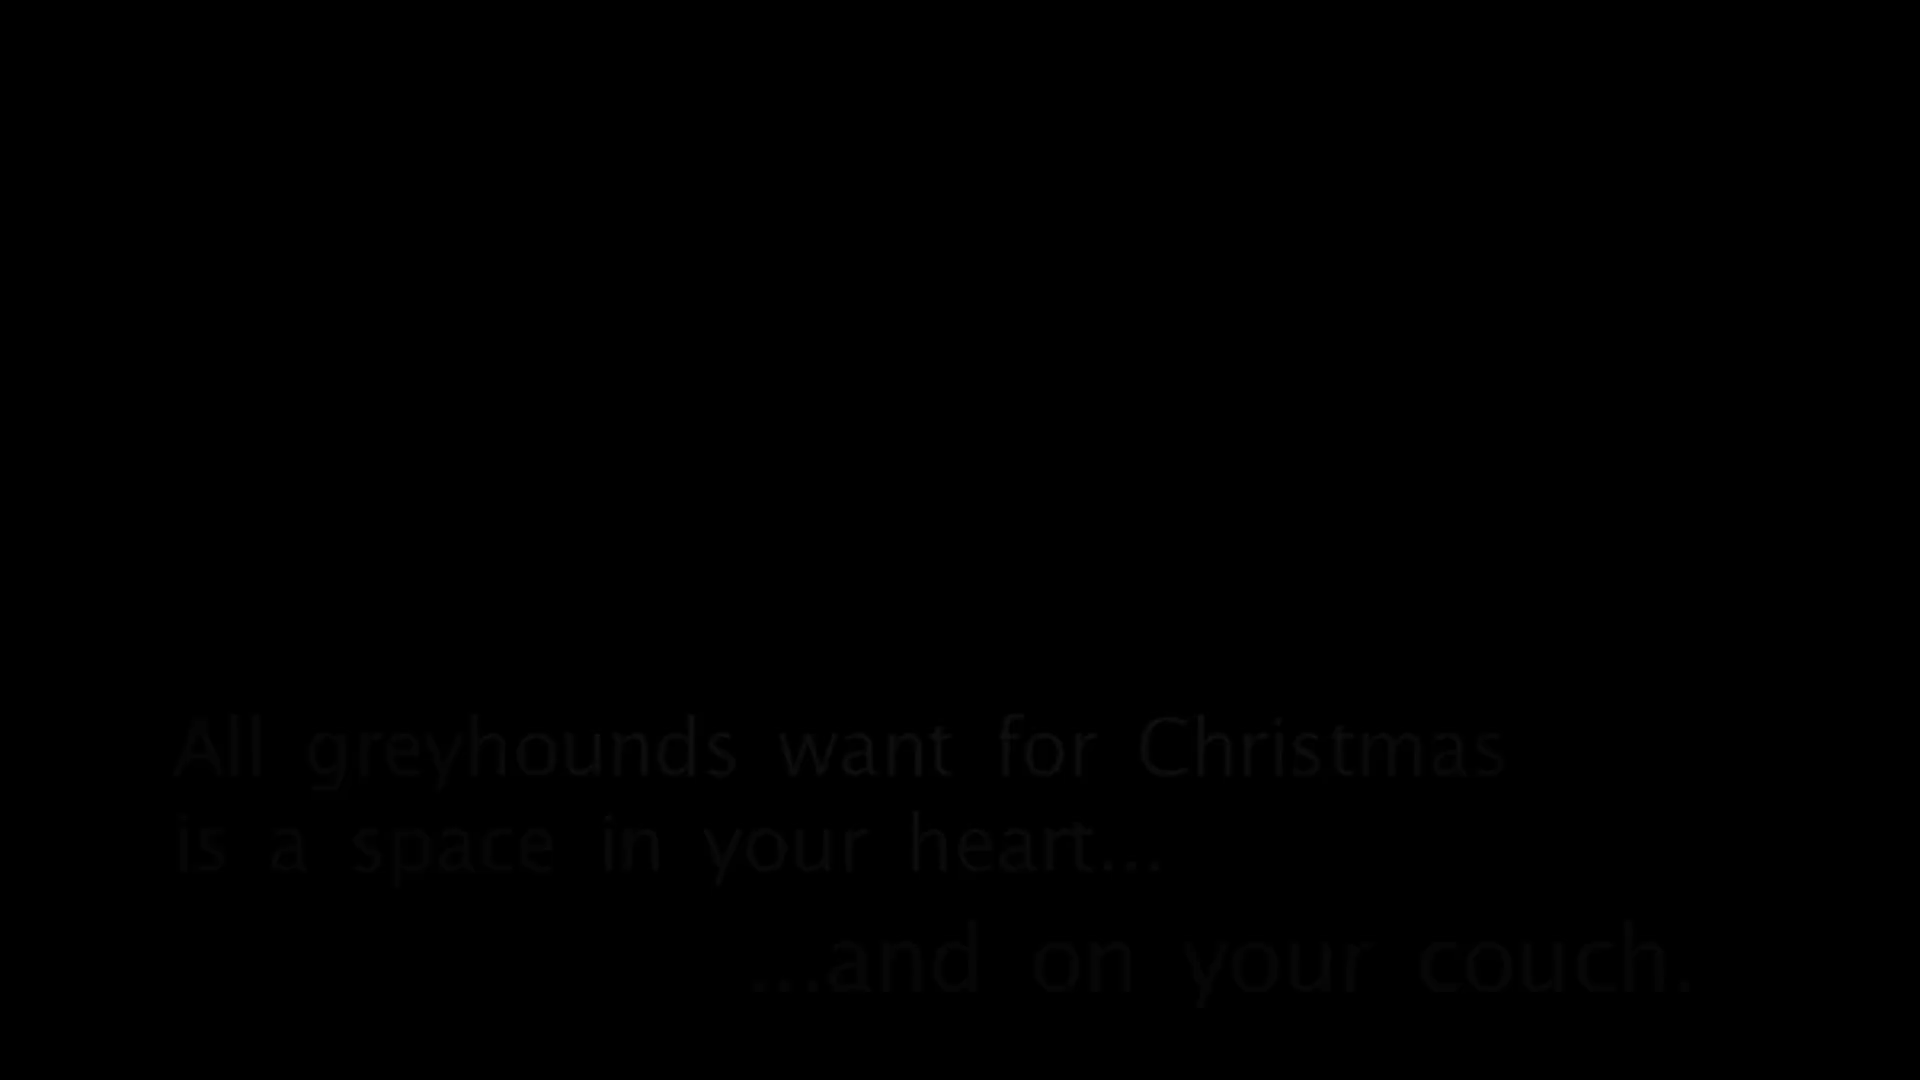 All greyhounds want for Christmas
is a space in your heart...
...and on your couch.